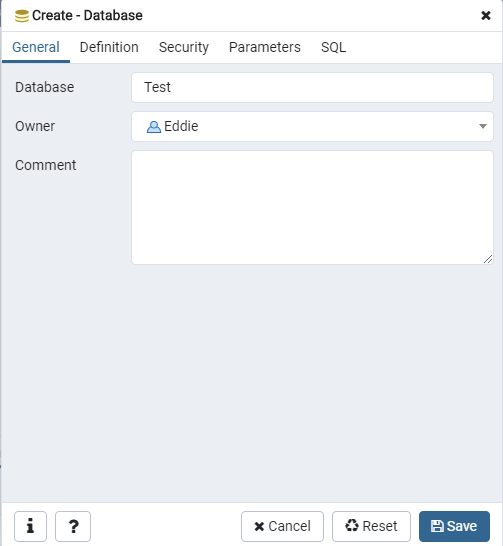 Create - Database
General Definition Security Parameters SQL
Database Test
Owner Eddie
Comment
i ? Cancel Reset Save